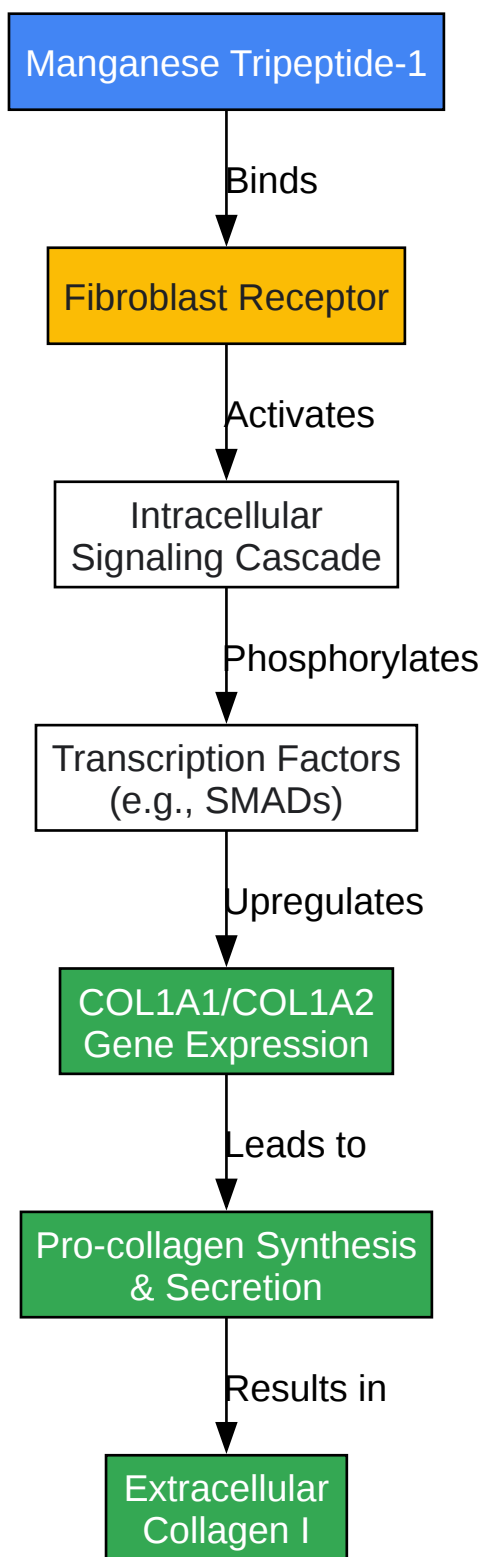 Manganese Tripeptide-1
Binds
Fibroblast Receptor
Activates
Intracellular
Signaling Cascade
Phosphorylates
Transcription Factors
(e.g., SMADs)
Upregulates
COL1A1/COL1A2
Gene Expression
Leads to
Pro-collagen Synthesis
& Secretion
Results in
Extracellular
Collagen I